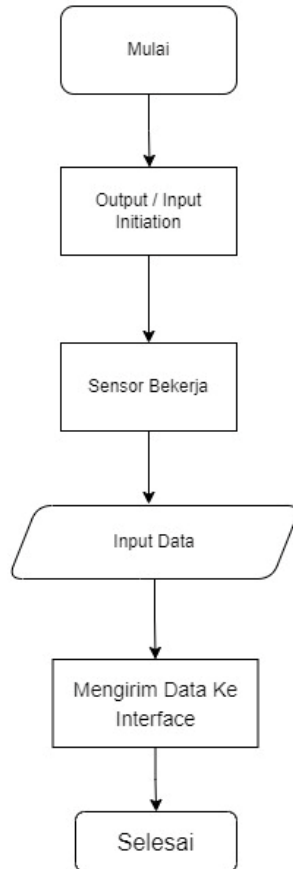 Mulai
Output / Input
Initiation
Sensor Bekerja
Input Data
Mengirim Data Ke
Interface
Selesai